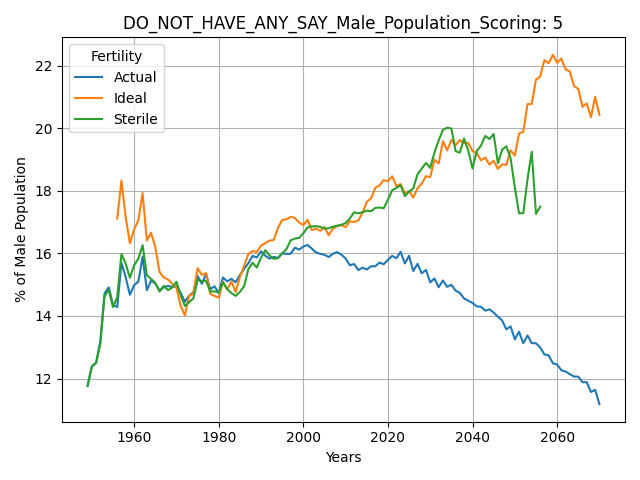 DO_NOT_HAVE_ANY_SAY_Male_Population_Scoring: 5
Fertility
Actual
Ideal
Sterile
% of Male Population
22
20
18
16
14
12
1960 1980 2000 2020 2040 2060
Years